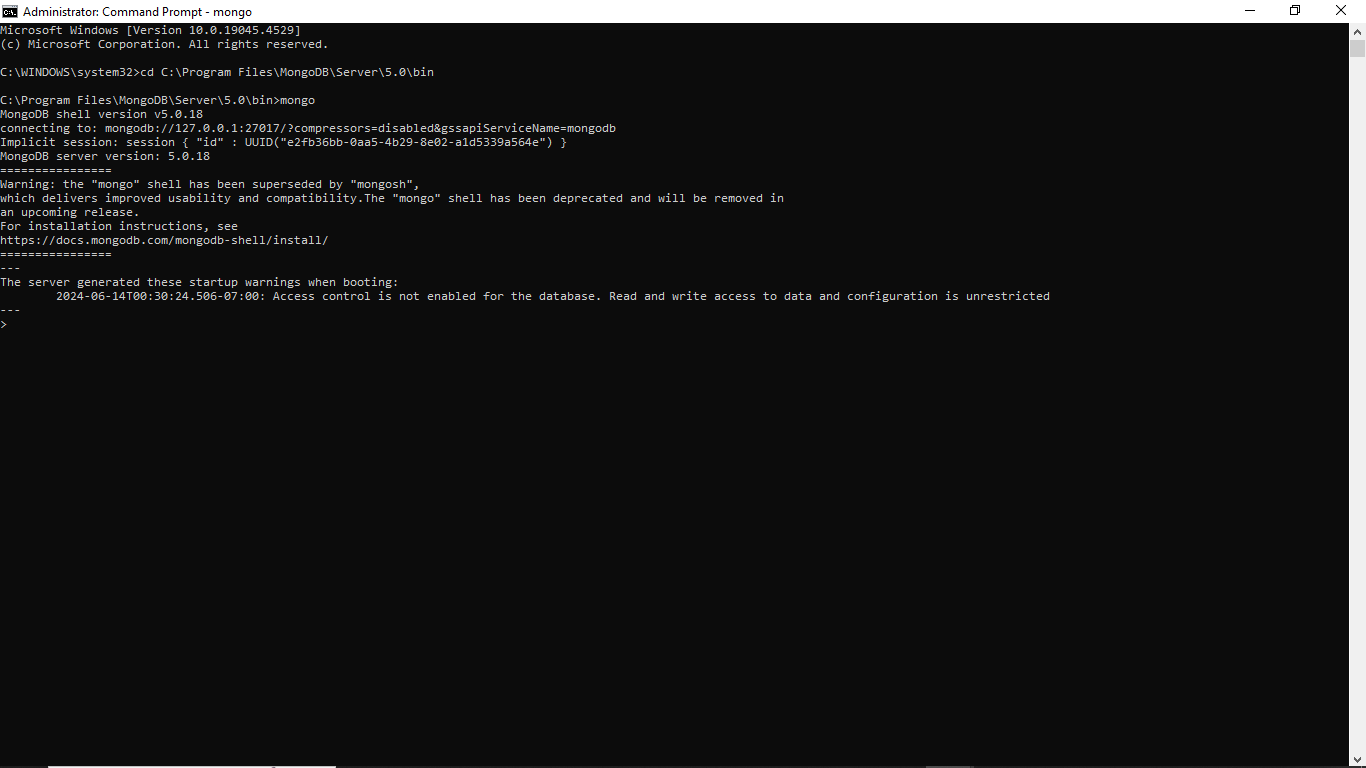 Administrator: Command Prompt - mongo
Microsoft Windows [Version 10.0.19045.4529]
(c) Microsoft Corporation. All rights reserved.
C:\WINDOWS\system32>cd C:\Program Files\MongoDB\Server\5.0\bin
C:\Program Files\MongoDB\Server\5.0\bin>mongo
MongoDB shell version v5.0.18
connecting to: mongodb://127.0.0.1:27017/?compressors=disabled&gssapiServiceName=mongodb
Implicit session: session { "id" : UUID("e2fb36bb-0aa5-4b29-8e02-a1d5339a564e") }
MongoDB server version: 5.0.18
================
Warning: the "mongo" shell has been superseded by "mongosh",
which delivers improved usability and compatibility.The "mongo" shell has been deprecated and will be removed in
an upcoming release.
For installation instructions, see
https://docs.mongodb.com/mongodb-shell/install/
================
---
The server generated these startup warnings when booting:
2024-06-14T00:30:24.506-07:00: Access control is not enabled for the database. Read and write access to data and configuration is unrestricted
---
>